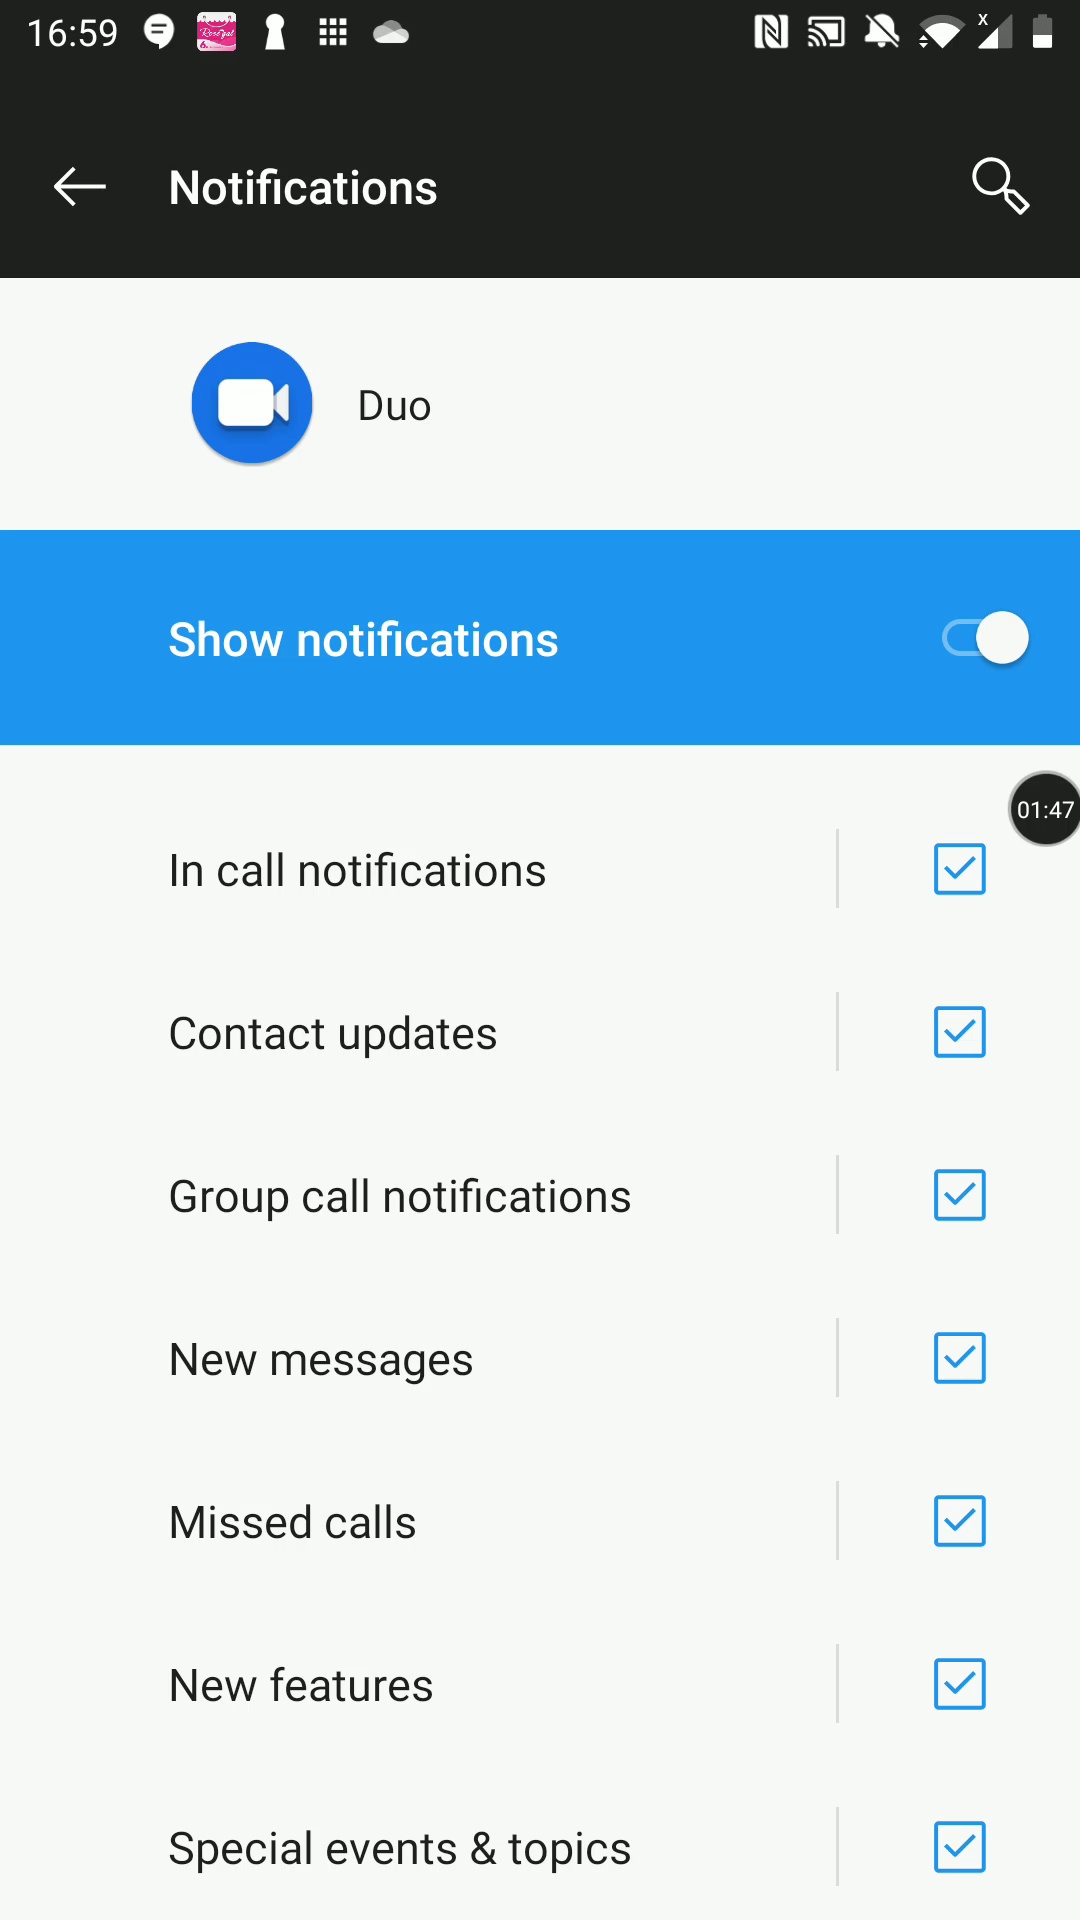 16:59
Notifications
Duo
Show notifications
01:47
In call notifications
Contact updates
Group call notifications
New messages
Missed calls
New features
Special events & topics